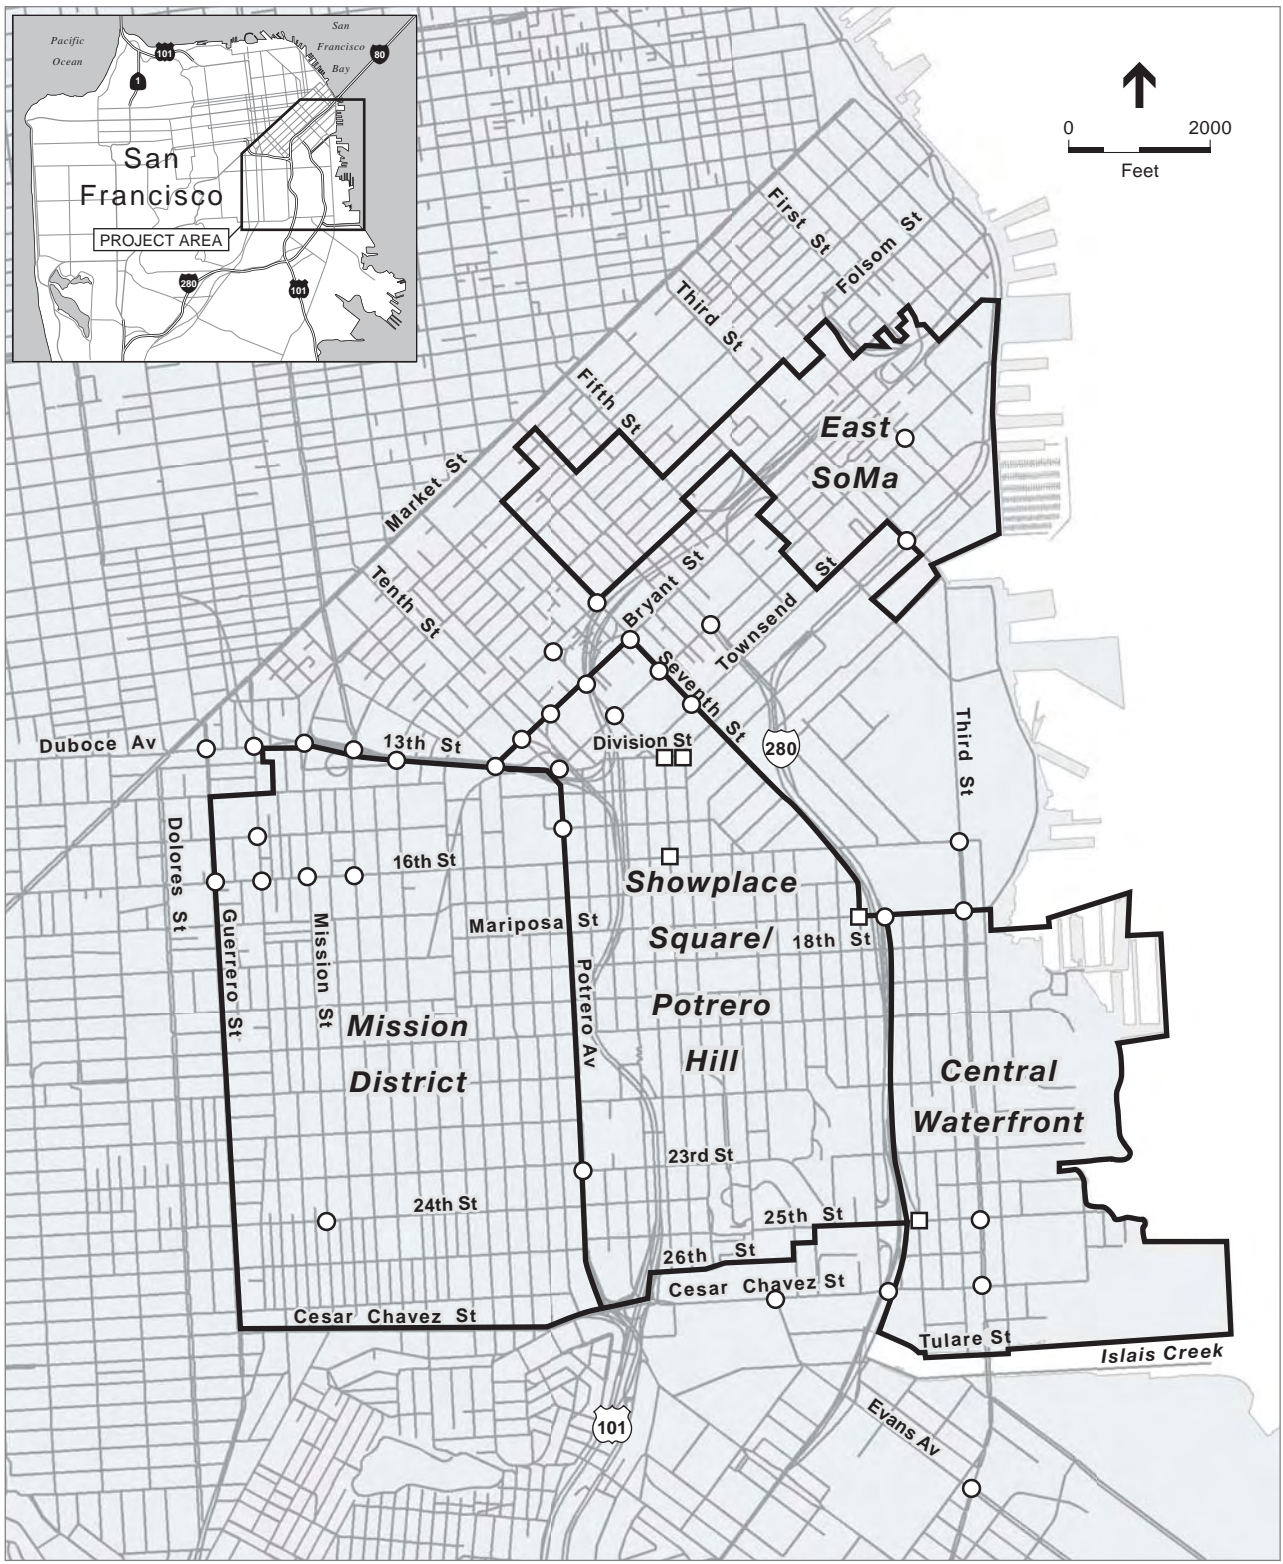 Pacific
Ocean
San
Francisco
Bay
101
80
1
San
Francisco
PROJECT AREA
280
101
0 2000
Feet
First St
Folsom St
Third St
Fifth St
East
SoMa
Market St
Tenth St
Bryant St
Townsend St
Seventh St
Duboce Av
13th St
Division St
280
Third St
Dolores St
16th St
Showplace
Square/
Potrero
Hill
Mariposa St
18th St
Guerrero St
Mission St
Potrero Av
Mission
District
Central
Waterfront
23rd St
24th St
25th St
26th St
Cesar Chavez St
Cesar Chavez St
Tulare St
Islais Creek
Evans Av
101